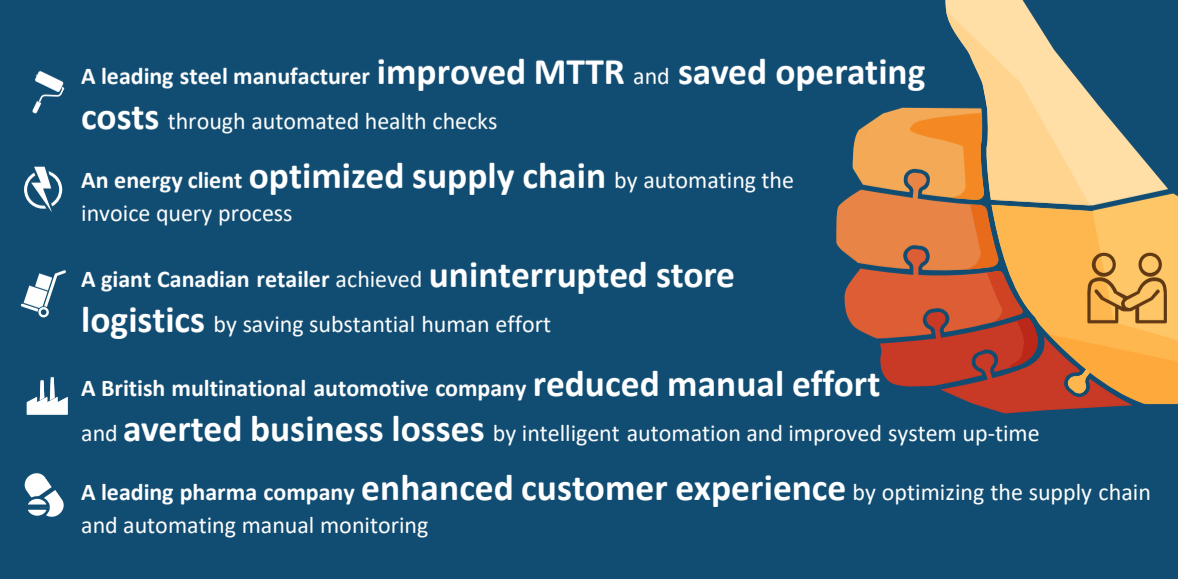 A leading steel manufacturer improved MTTR and saved operating
costs through automated health checks
An energy client optimized supply chain by automating the
invoice query process
A giant Canadian retailer achieved uninterrupted store
logistics by saving substantial human effort
A British multinational automotive company reduced manual effort
and averted business losses by intelligent automation and improved system up-time
A leading pharma company enhanced customer experience by optimizing the supply chain
and automating manual monitoring